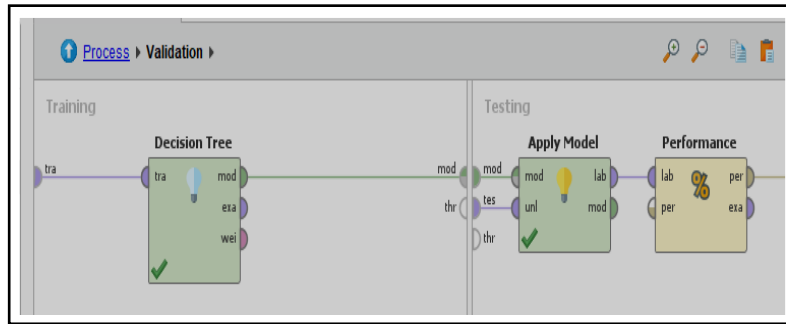 Process Validation
Training
Testing
Decision Tree
Apply Model
Performance
tra
tra
mod
exa
wei
mod
thr
mod
tes
thr
mod
unl
lab
mod
lab
per
%
per
exa